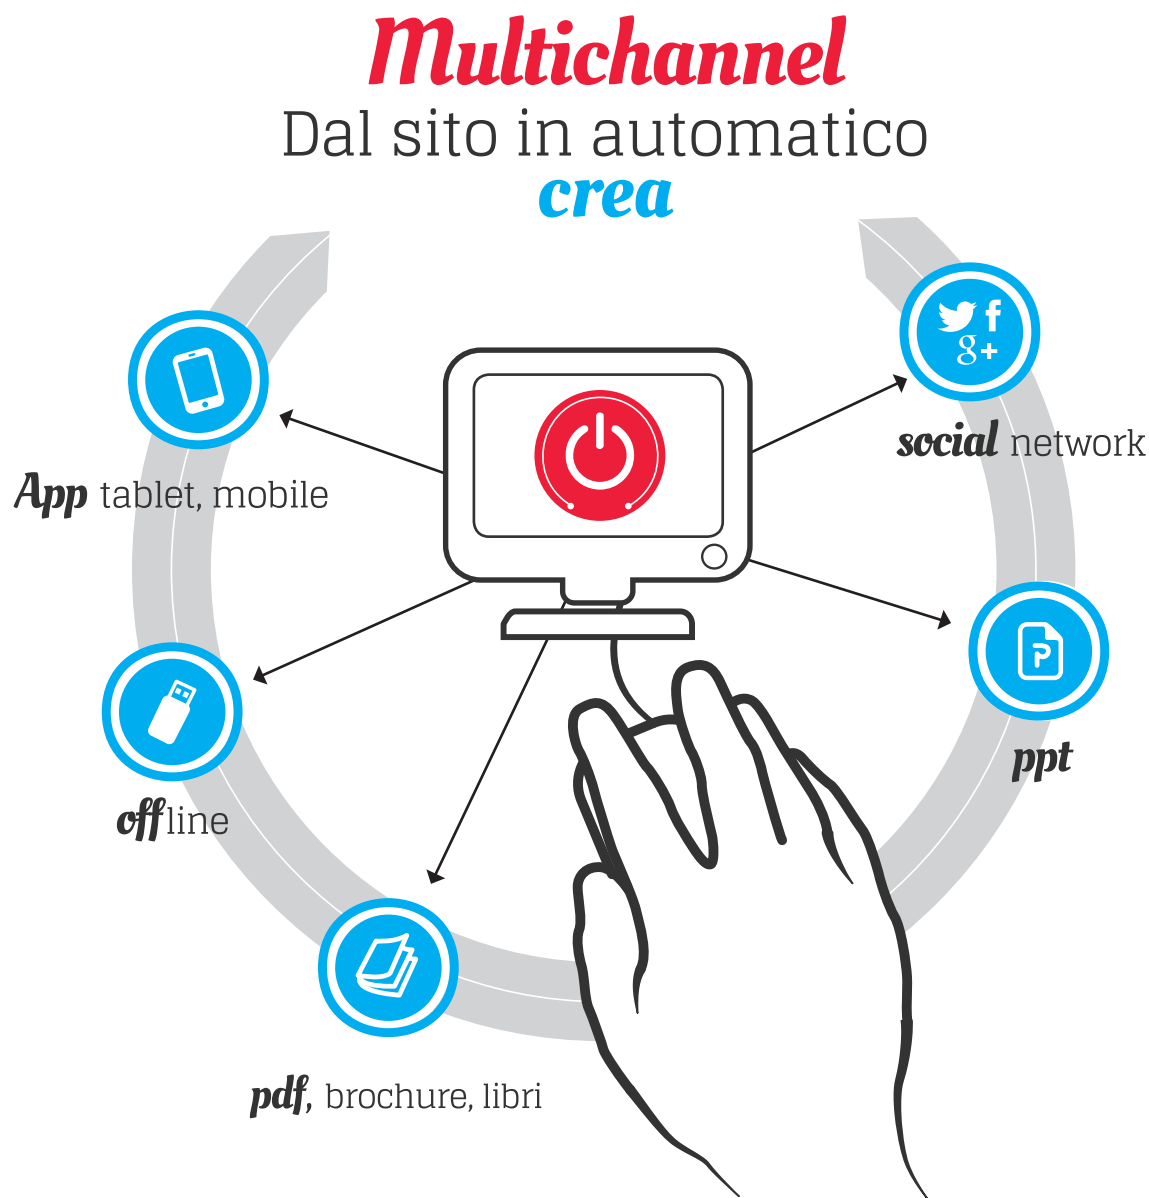 Multichannel
Dal sito in automatico
crea
g+
social network
App tablet, mobile
P
ppt
offline
pdf, brochure, libri